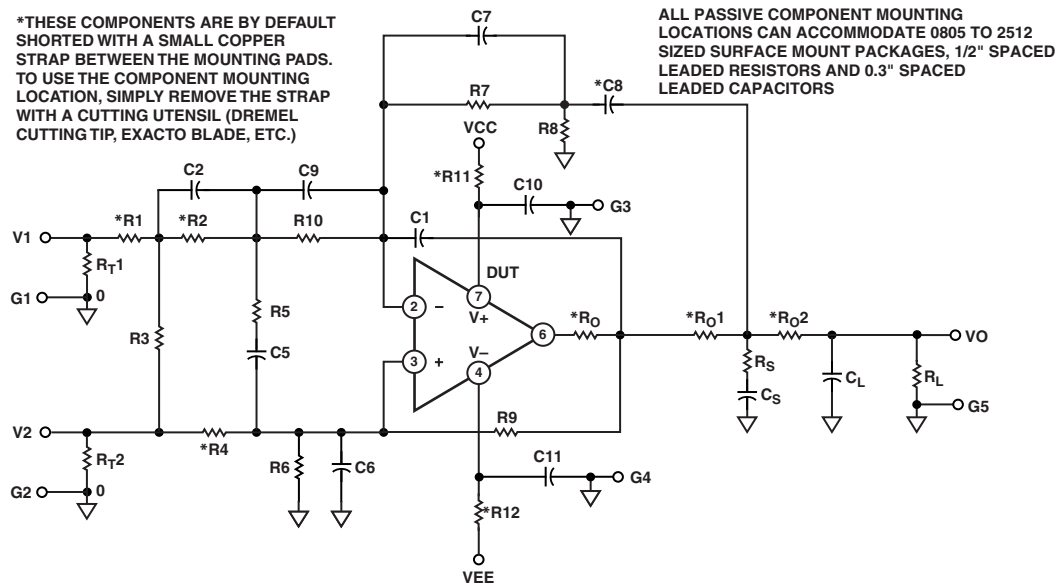 *THESE COMPONENTS ARE BY DEFAULT
SHORTED WITH A SMALL COPPER
STRAP BETWEEN THE MOUNTING PADS.
TO USE THE COMPONENT MOUNTING
LOCATION, SIMPLY REMOVE THE STRAP
WITH A CUTTING UTENSIL (DREMEL
CUTTING TIP, EXACTO BLADE, ETC.)
ALL PASSIVE COMPONENT MOUNTING
LOCATIONS CAN ACCOMMODATE 0805 TO 2512
SIZED SURFACE MOUNT PACKAGES, 1/2" SPACED
LEADED RESISTORS AND 0.3" SPACED
LEADED CAPACITORS
C7
R7
*C8
R8
VCC
*R11
C10
G3
C2
C9
*R1
*R2
R10
C1
V1
RT1
G1
0
R3
R5
C5
DUT
2
–
7
V+
6
3
+
V–
4
*RO
*RO1
*RO2
VO
RS
CS
CL
RL
G5
V2
*R4
R9
RT2
G2
0
R6
C6
C11
G4
*R12
VEE